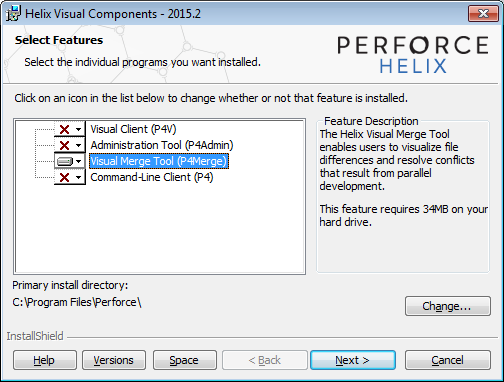 Helix Visual Components - 2015.2
Select Features
Select the individual programs you want installed.
PERFORCE
HELIX
Click on an icon in the list below to change whether or not that feature is installed.
Visual Client (P4V)
Administration Tool (P4Admin)
Visual Merge Tool (P4Merge)
Command-Line Client (P4)
Feature Description
The Helix Visual Merge Tool
enables users to visualize file
differences and resolve conflicts
that result from parallel
development.
This feature requires 34MB on your
hard drive.
Primary install directory:
C:\Program Files\Perforce\
Change...
InstallShield
Help
Versions
Space
< Back
Next >
Cancel